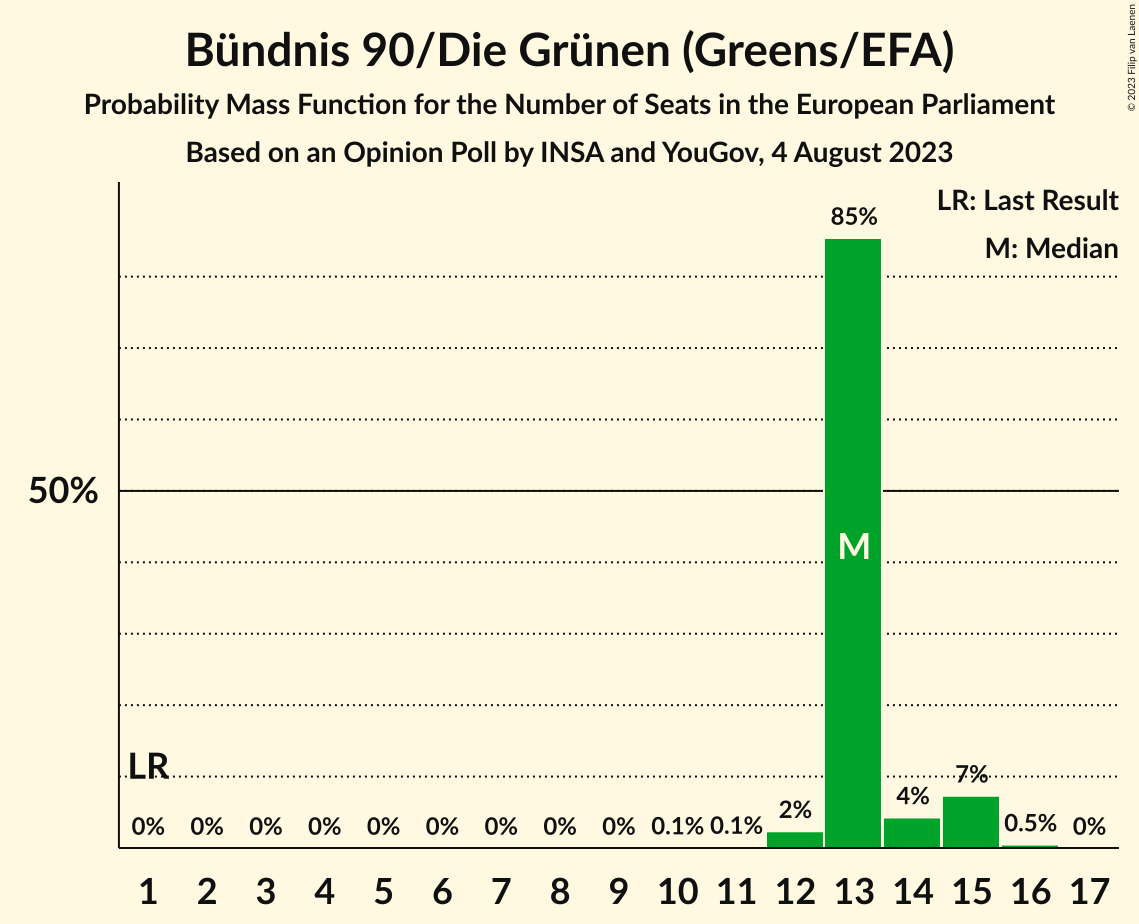 Bündnis 90/Die Grünen (Greens/EFA)
Probability Mass Function for the Number of Seats in the European Parliament
Based on an Opinion Poll by INSA and YouGov, 4 August 2023
© 2023 Filip van Laenen
LR: Last Result
M: Median
85%
50%
M
LR
0% 0% 0% 0% 0% 0% 0% 0% 0% 0.1% 0.1% 2% 4% 7% 0.5% 0%
1 2 3 4 5 6 7 8 9 10 11 12 13 14 15 16 17